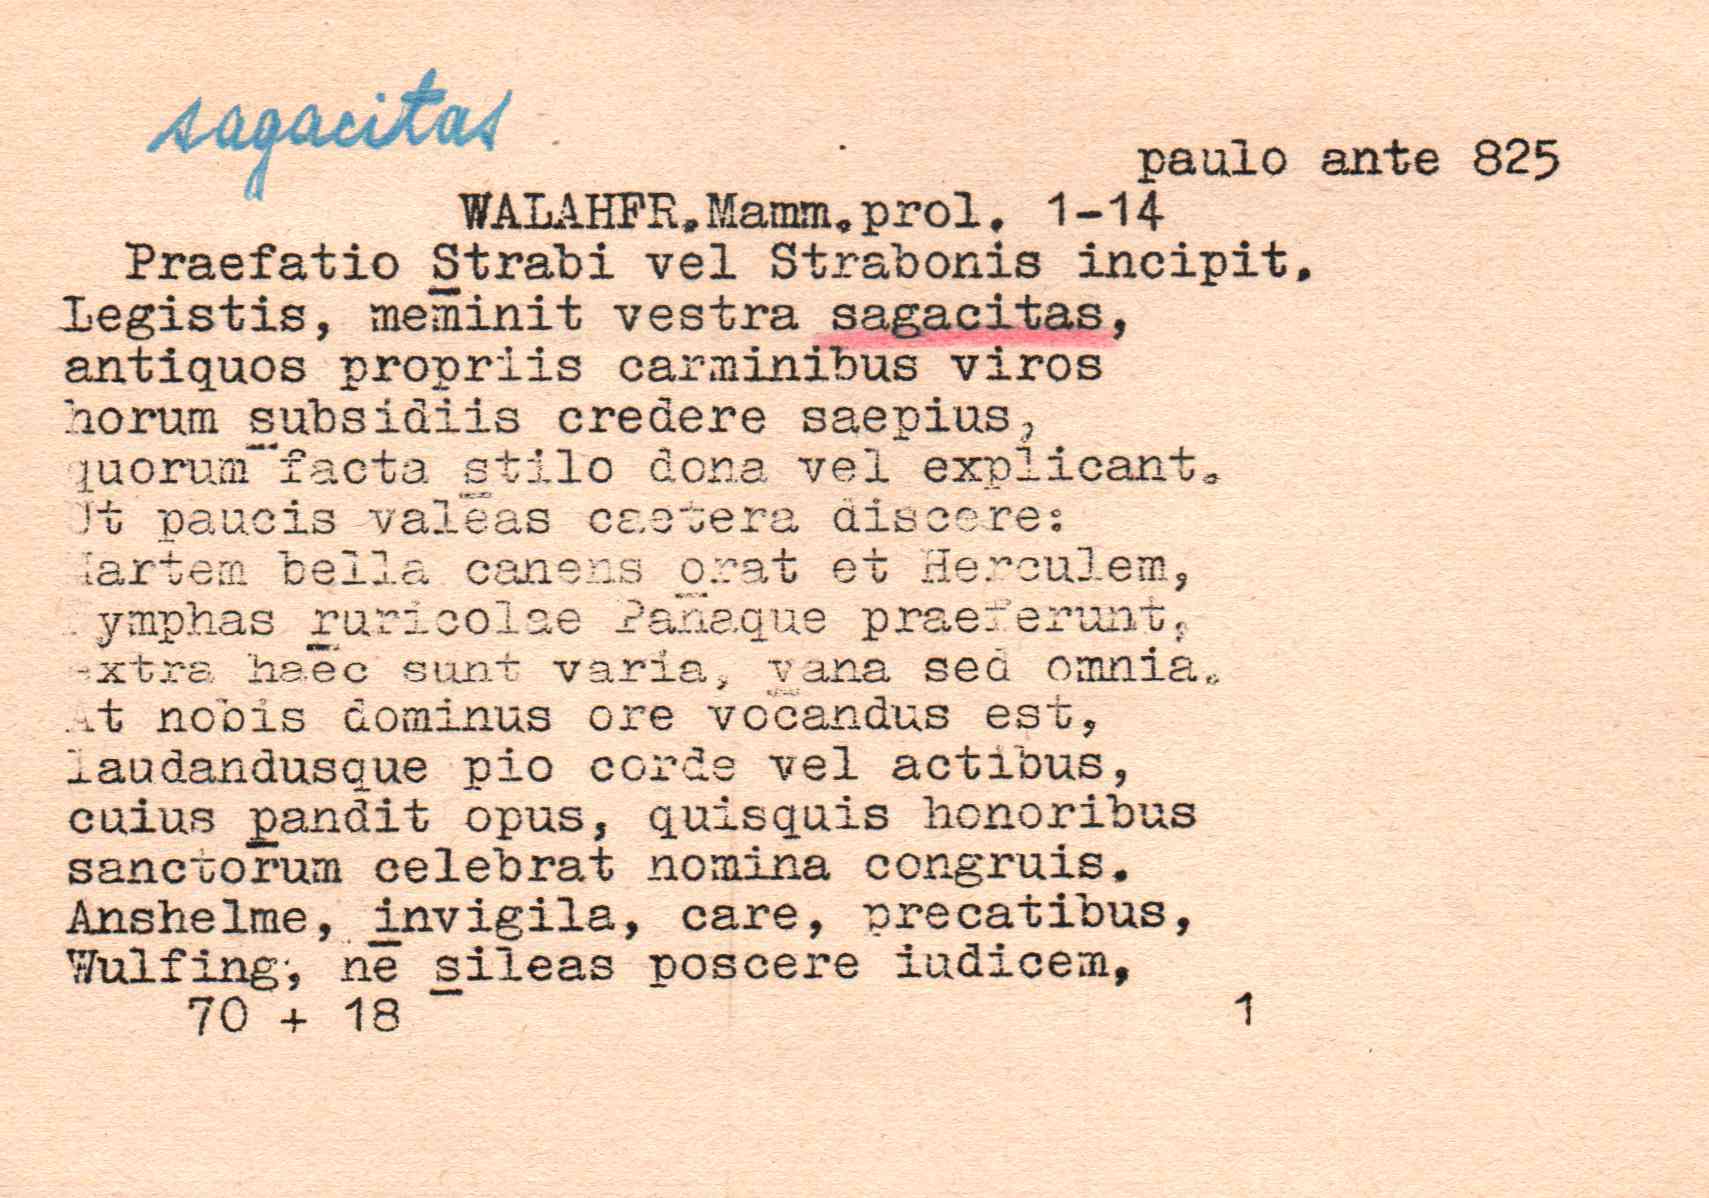 sagacitas
paulo ante 825
WALAHFR.Mamm.prol. 1-14
Praefatio Strabi vel Strabonis incipit.
Legistis, meminit vestra sagacitas,
antiquos propriis carminibus viros
horum subsidiis credere saepius,
quorum facta stilo dona vel explicant.
Ut paucis valeas caetera discere:
Martem bella canens orat et Herculem,
Nymphas ruricolae Panaque praeferunt,
extra haec sunt varia, vana sed omnia.
At nobis dominus ore vocandus est,
laudandusque pio corde vel actibus,
cuius pandit opus, quisquis honoribus
sanctorum celebrat nomina congruis.
Anshelme, invigila, care, precatibus,
Wulfing, ne sileas poscere iudicem,
70 + 18 1